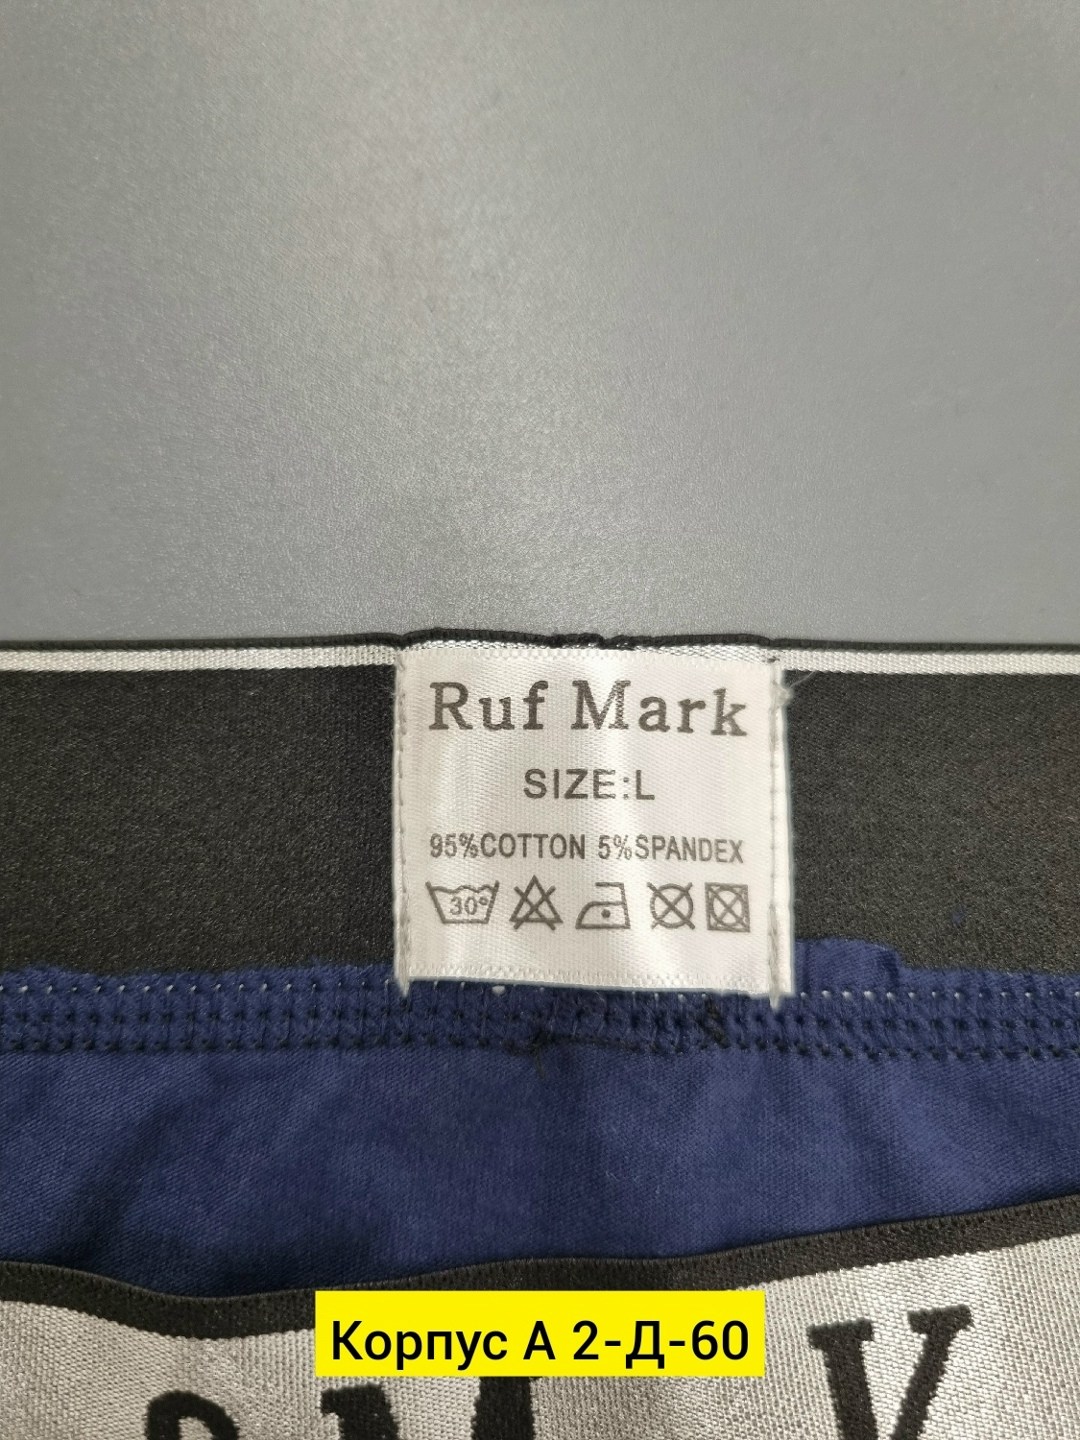 Ruf Mark
SIZE:L
95%COTTON 5%SPANDEX
30°
Корпус А 2-Д-60